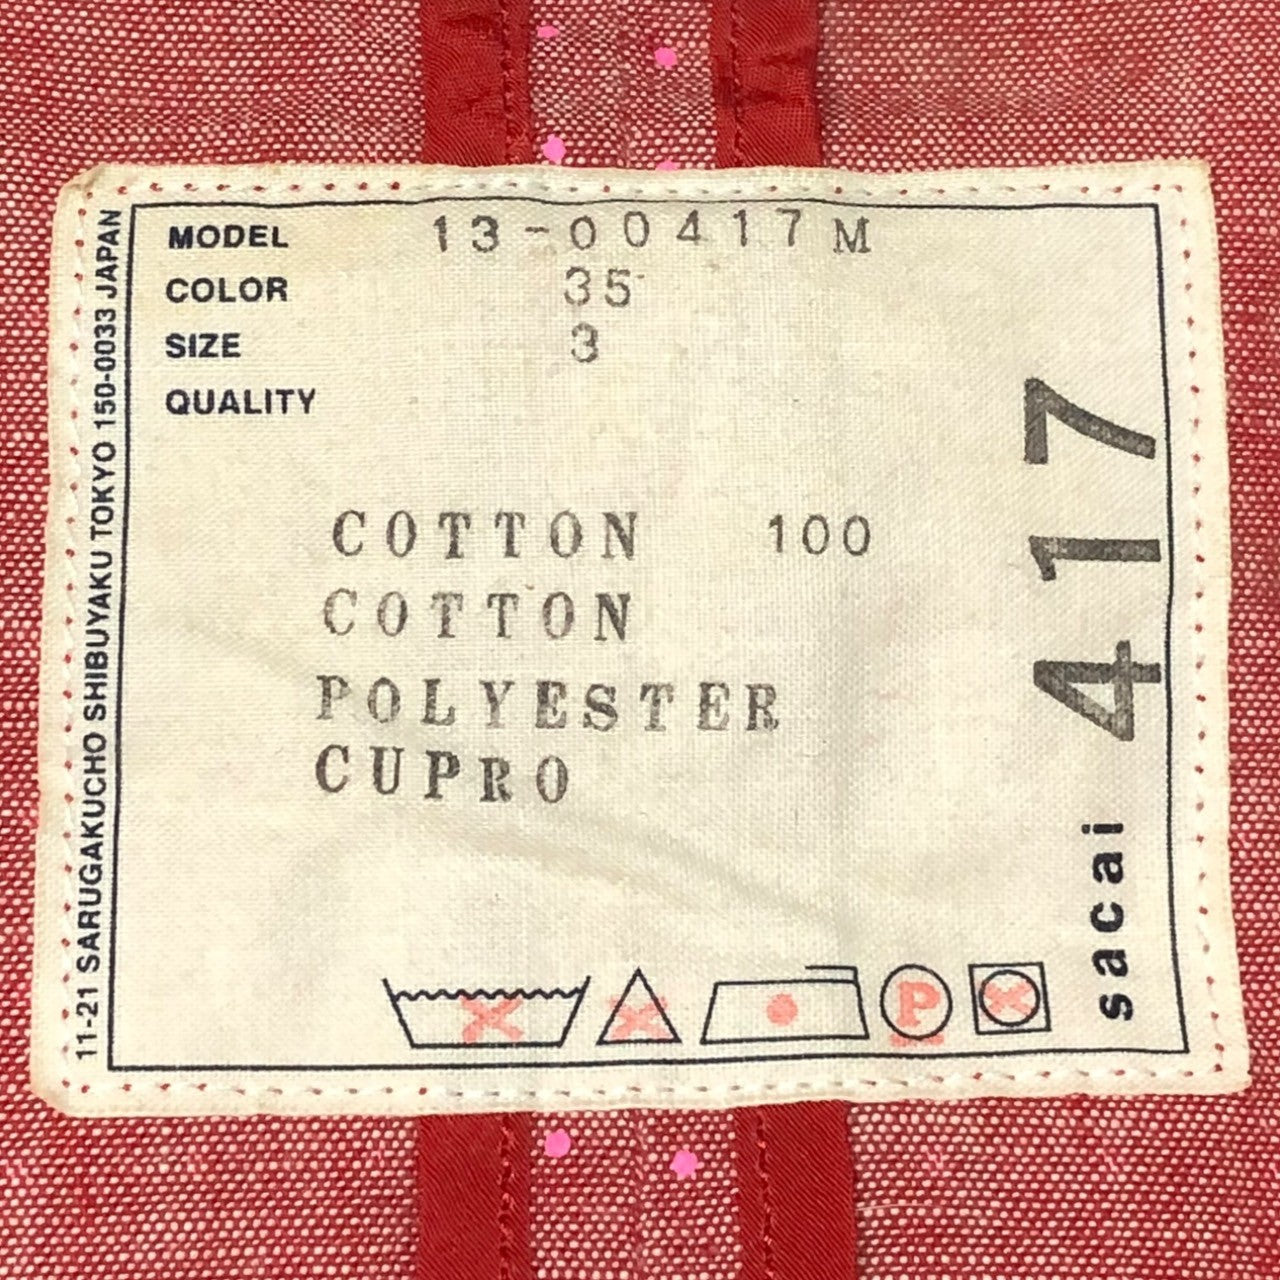 MODEL 13-00417M
COLOR 35
SIZE 3
QUALITY
COTTON 100
COTTON
POLYESTER
CUPRO
P
sacai 417
11-21 SARUGAKUCHO SHIBUYAKU TOKYO 150-0033 JAPAN